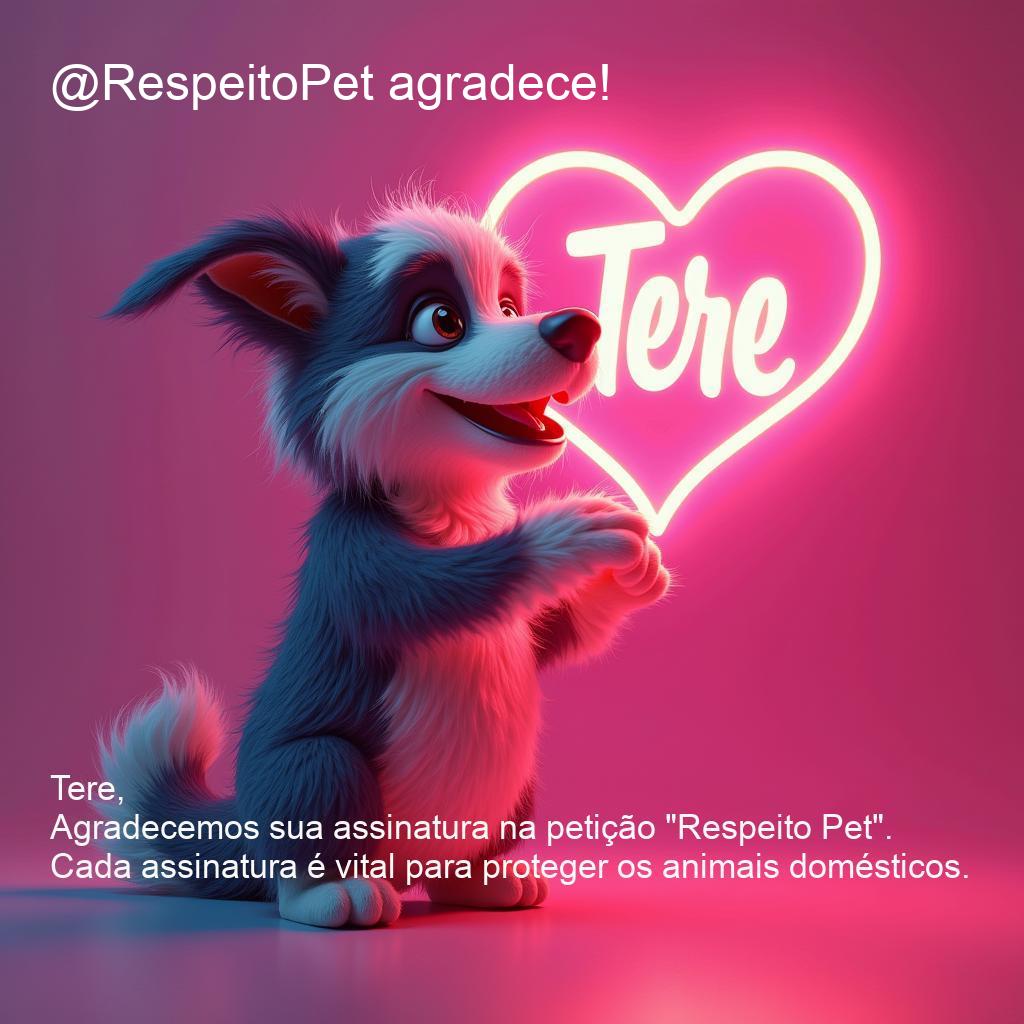 @RespeitoPet agradece!
Tere
Tere,
Agradecemos sua assinatura na petição "Respeito Pet".
Cada assinatura é vital para proteger os animais domésticos.